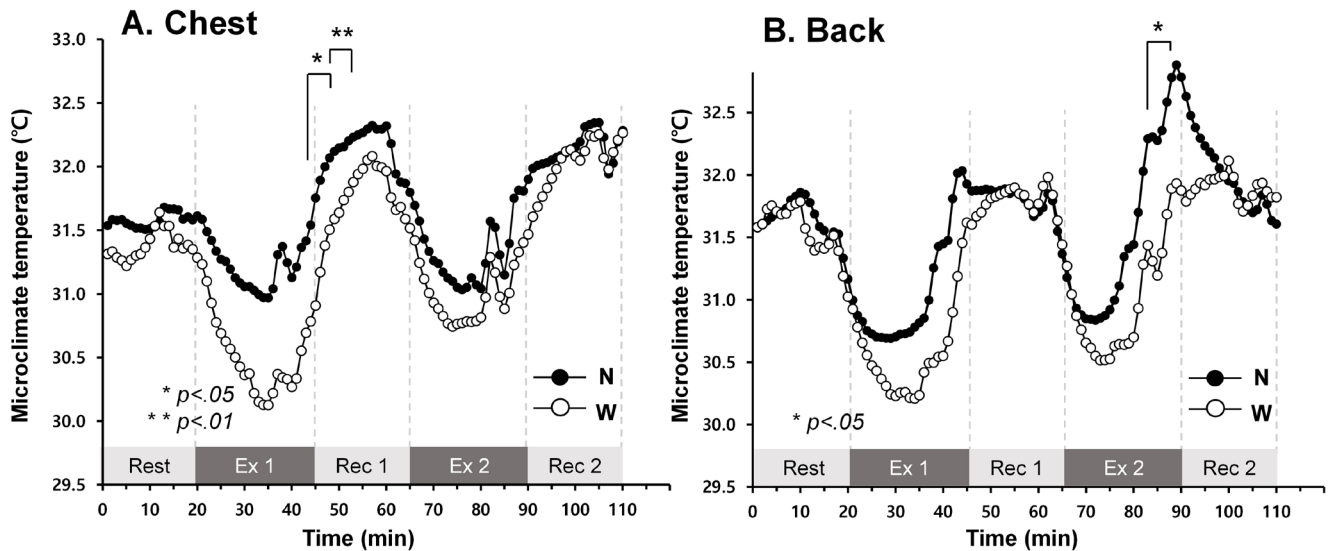 A. Chest
Microclimate temperature (℃)
33.0
32.5
32.0
31.5
31.0
30.5
30.0
29.5
*
**
* p<.05
** p<.01
N
W
Rest Ex 1 Rec 1 Ex 2 Rec 2
0 10 20 30 40 50 60 70 80 90 100 110
Time (min)
B. Back
Microclimate temperature (℃)
32.5
32.0
31.5
31.0
30.5
30.0
29.5
*
* p<.05
N
W
Rest Ex 1 Rec 1 Ex 2 Rec 2
0 10 20 30 40 50 60 70 80 90 100 110
Time (min)